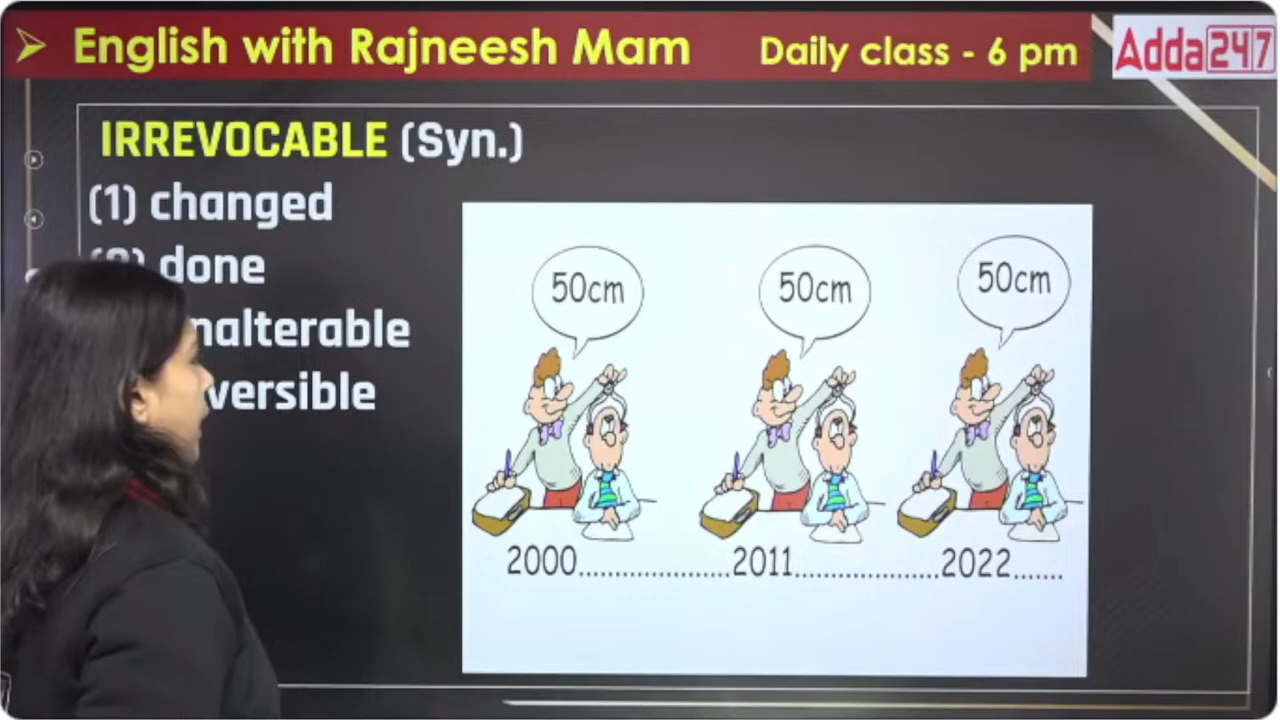 English with Rajneesh Mam
Daily class - 6 pm
Adda247
IRREVOCABLE (Syn.)
(1) changed
(2) done
nalterable
versible
50cm
50cm
50cm
2000..................2011.................2022.......